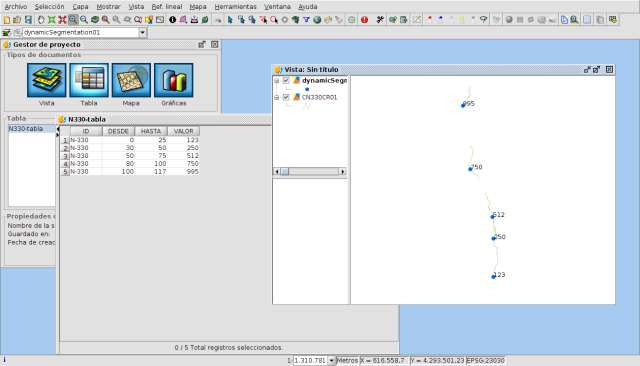 Archivo Selección Capa Mostrar Vista Ref. lineal Mapa Herramientas Ventana Ayuda
dynamicSegmentation01
Gestor de proyecto
Tipos de documentos
Vista Tabla Mapa Gráficas
Tabla
N330-tabla
Propiedades d
Nombre de la s
Guardado en:
Fecha de creac
N330-tabla
ID DESDE HASTA VALOR
1 N-330 0 25 123
2 N-330 30 50 250
3 N-330 50 75 512
4 N-330 80 100 750
5 N-330 100 117 995
0 / 5 Total registros seleccionados.
Vista: Sin título
dynamicSegm
CN330CR01
995
750
512
250
123
1: 1.310.781 Metros X = 616.558,7 Y = 4.293.501,23 EPSG:23030